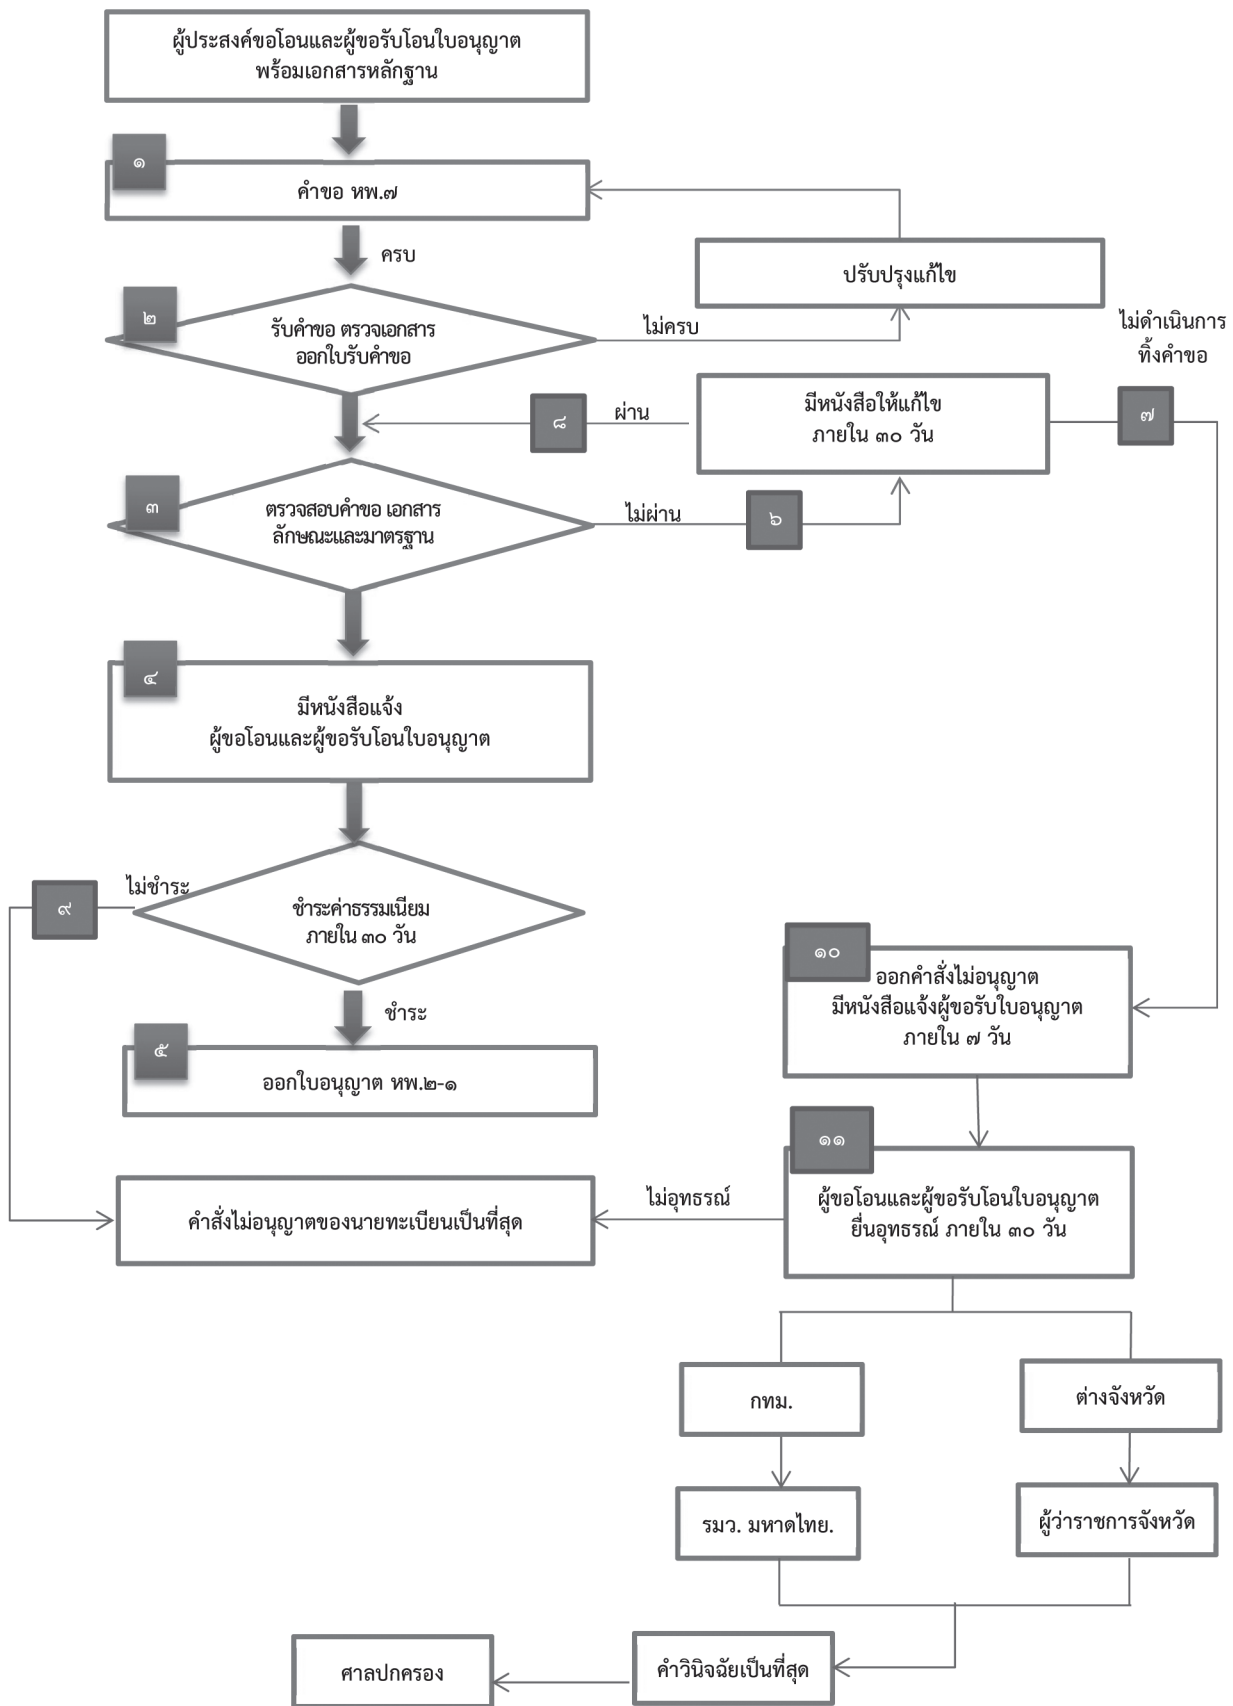 ผู้ประสงค์ขอโอนและผู้ขอรับโอนใบอนุญาต
พร้อมเอกสารหลักฐาน
๑
คำขอ หพ.๗
ครบ
ปรับปรุงแก้ไข
๒
รับคำขอ ตรวจเอกสาร
ออกใบรับคำขอ
ไม่ครบ
ไม่ดำเนินการ
ทิ้งคำขอ
มีหนังสือให้แก้ไข
ภายใน ๓๐ วัน
๗
ผ่าน
๘
๓
ตรวจสอบคำขอ เอกสาร
ลักษณะและมาตรฐาน
ไม่ผ่าน
๖
๔
มีหนังสือแจ้ง
ผู้ขอโอนและผู้ขอรับโอนใบอนุญาต
ไม่ชำระ
๙
ชำระค่าธรรมเนียม
ภายใน ๓๐ วัน
ชำระ
๕
ออกใบอนุญาต หพ.๒-๑
๑๐
ออกคำสั่งไม่อนุญาต
มีหนังสือแจ้งผู้ขอรับใบอนุญาต
ภายใน ๗ วัน
๑๑
ผู้ขอโอนและผู้ขอรับโอนใบอนุญาต
ยื่นอุทธรณ์ ภายใน ๓๐ วัน
ไม่อุทธรณ์
คำสั่งไม่อนุญาตของนายทะเบียนเป็นที่สุด
กทม.
ต่างจังหวัด
รมว. มหาดไทย.
ผู้ว่าราชการจังหวัด
คำวินิจฉัยเป็นที่สุด
ศาลปกครอง